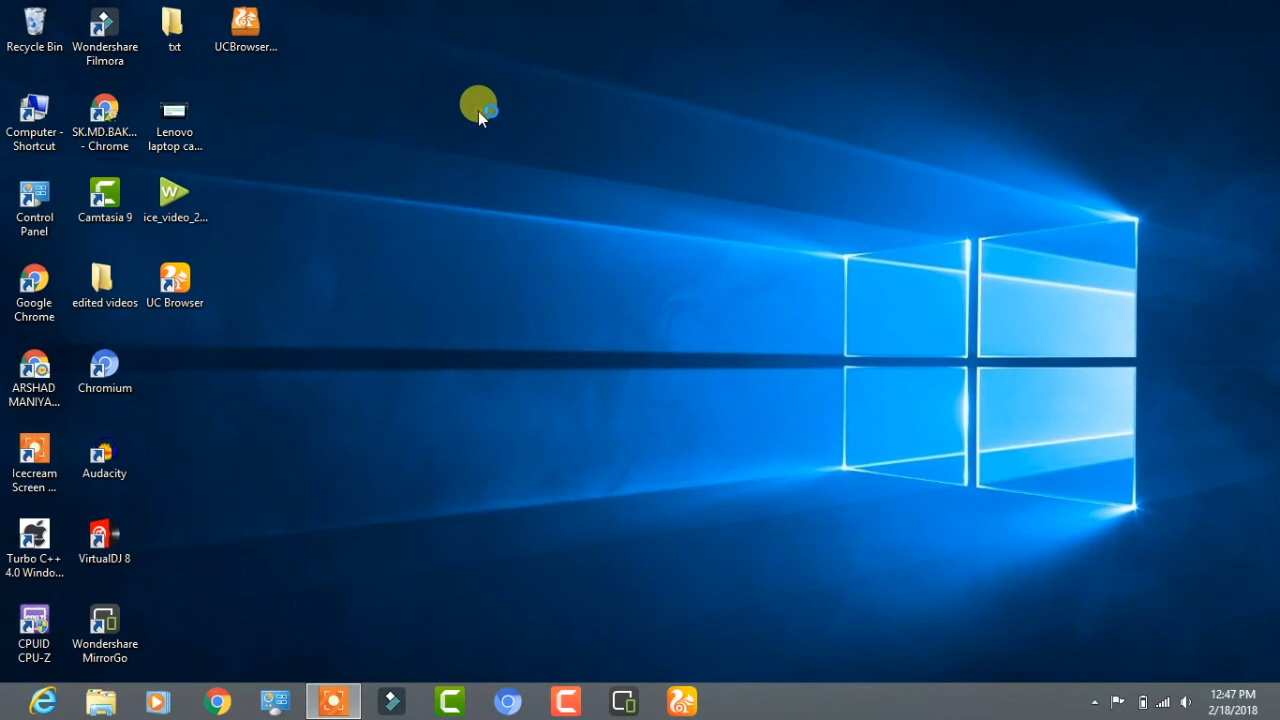 Recycle Bin
Wondershare
Filmora
txt
UCBrowser...
Computer -
Shortcut
SK.MD.BAK...
- Chrome
Lenovo
laptop ca...
Control
Panel
Camtasia 9
ice_video_2...
Google
Chrome
edited videos
UC Browser
ARSHAD
MANIYA...
Chromium
Icecream
Screen ...
Audacity
Turbo C++
4.0 Windo...
VirtualDJ 8
CPUID
CPU-Z
Wondershare
MirrorGo
12:47 PM
2/18/2018